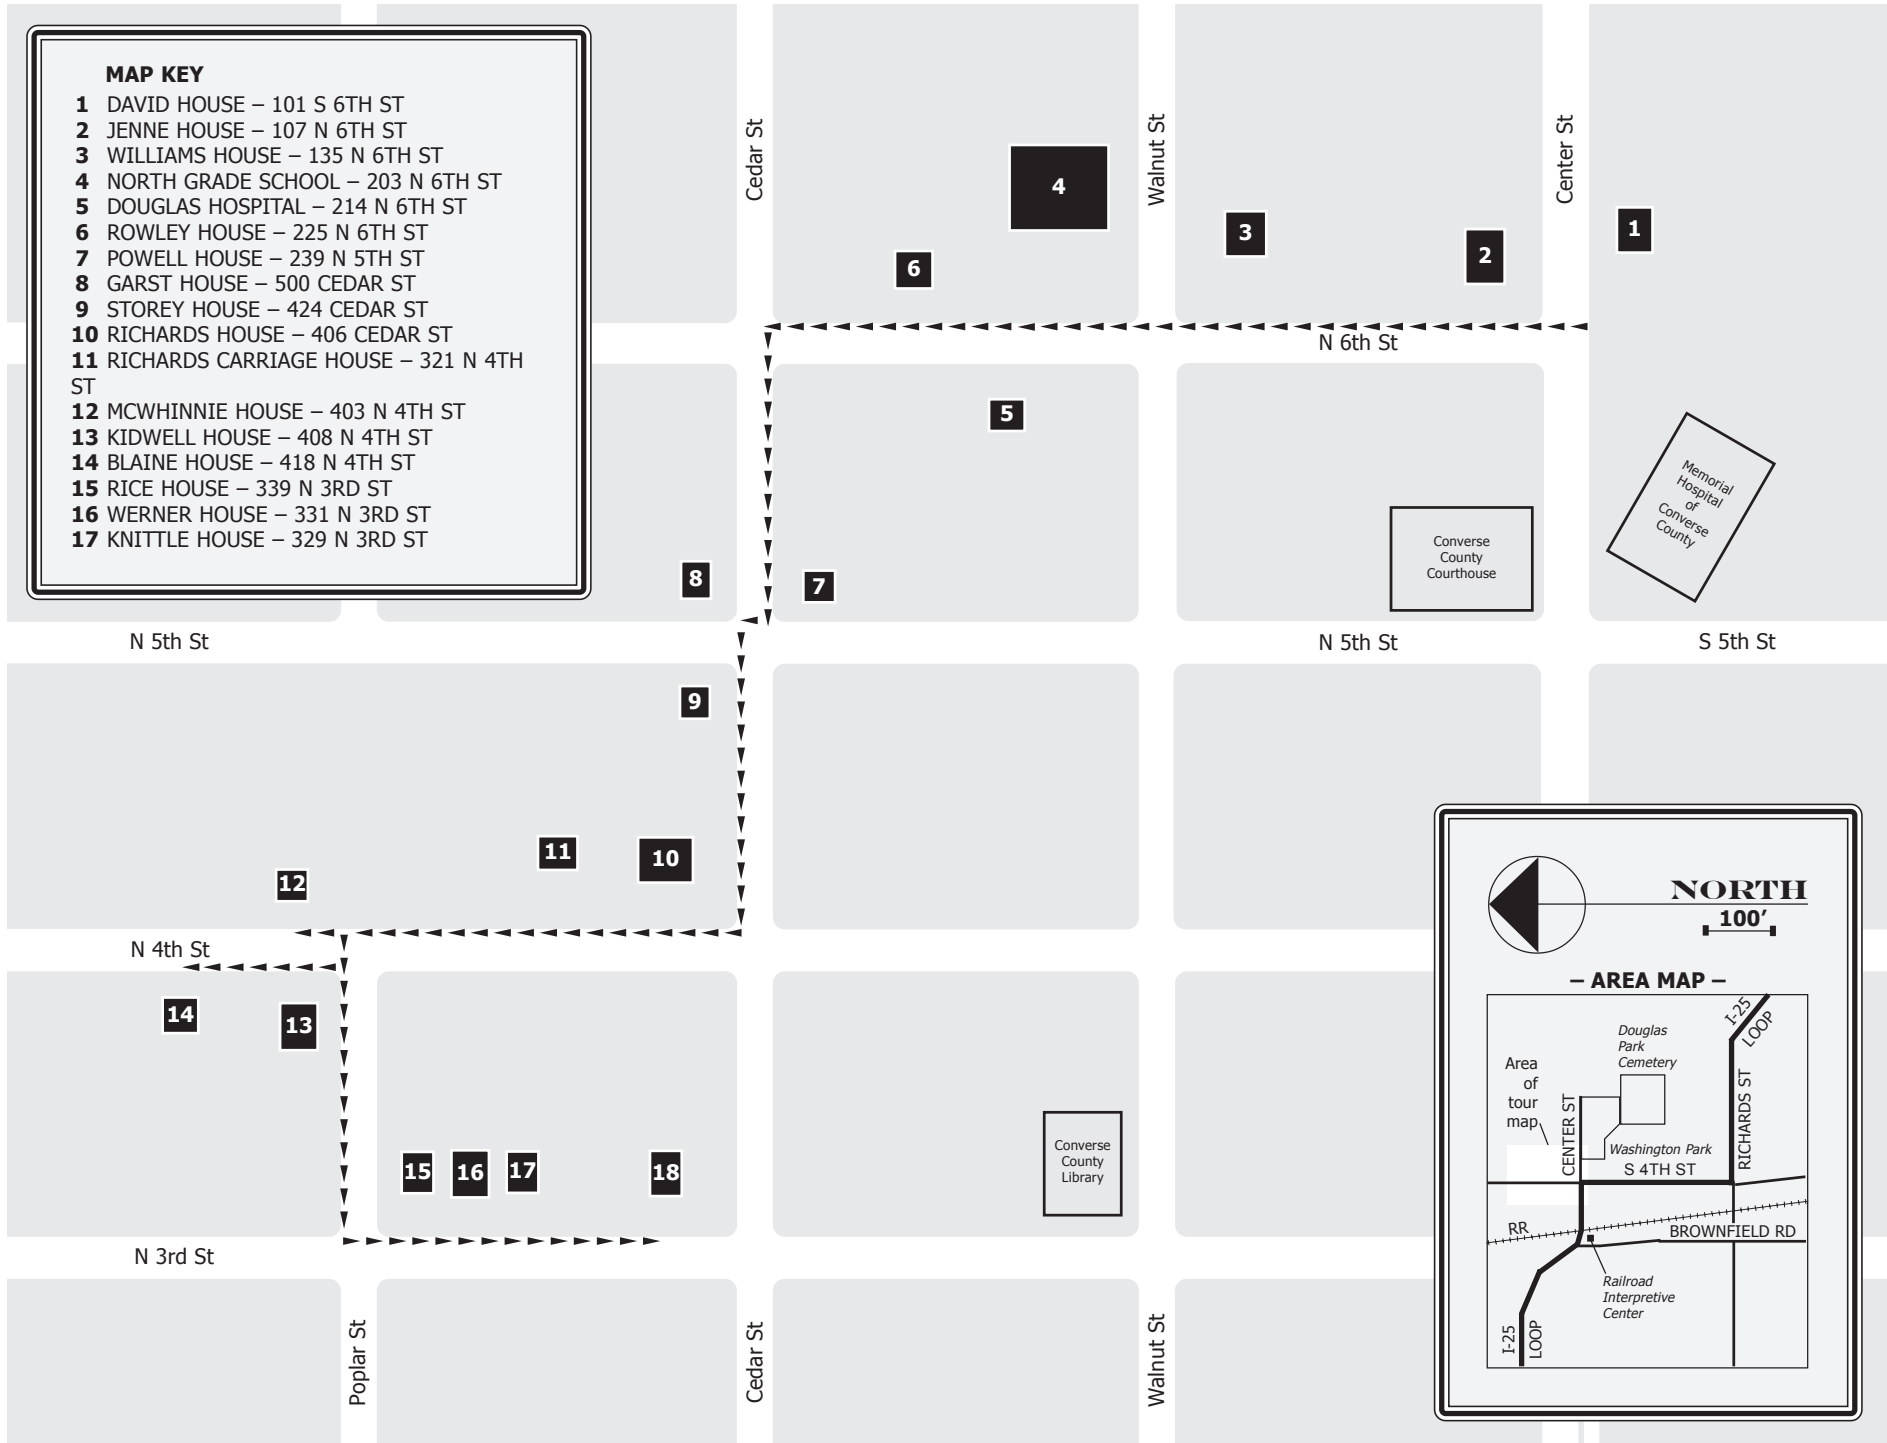 MAP KEY
1 DAVID HOUSE – 101 S 6TH ST
2 JENNE HOUSE – 107 N 6TH ST
3 WILLIAMS HOUSE – 135 N 6TH ST
4 NORTH GRADE SCHOOL – 203 N 6TH ST
5 DOUGLAS HOSPITAL – 214 N 6TH ST
6 ROWLEY HOUSE – 225 N 6TH ST
7 POWELL HOUSE – 239 N 5TH ST
8 GARST HOUSE – 500 CEDAR ST
9 STOREY HOUSE – 424 CEDAR ST
10 RICHARDS HOUSE – 406 CEDAR ST
11 RICHARDS CARRIAGE HOUSE – 321 N 4TH
ST
12 MCWHINNIE HOUSE – 403 N 4TH ST
13 KIDWELL HOUSE – 408 N 4TH ST
14 BLAINE HOUSE – 418 N 4TH ST
15 RICE HOUSE – 339 N 3RD ST
16 WERNER HOUSE – 331 N 3RD ST
17 KNITTLE HOUSE – 329 N 3RD ST
Cedar St
Walnut St
Center St
4
3
2
1
6
N 6th St
5
Memorial
Hospital
of
Converse
County
Converse
County
Courthouse
8
7
N 5th St
N 5th St
S 5th St
9
11
10
12
N 4th St
14
13
15
16
17
18
Converse
County
Library
N 3rd St
Poplar St
Cedar St
Walnut St
NORTH
100’
– AREA MAP –
I-25
LOOP
Douglas
Park
Cemetery
Area
of
tour
map
CENTER ST
RICHARDS ST
Washington Park
S 4TH ST
RR
BROWNFIELD RD
Railroad
Interpretive
Center
I-25
LOOP